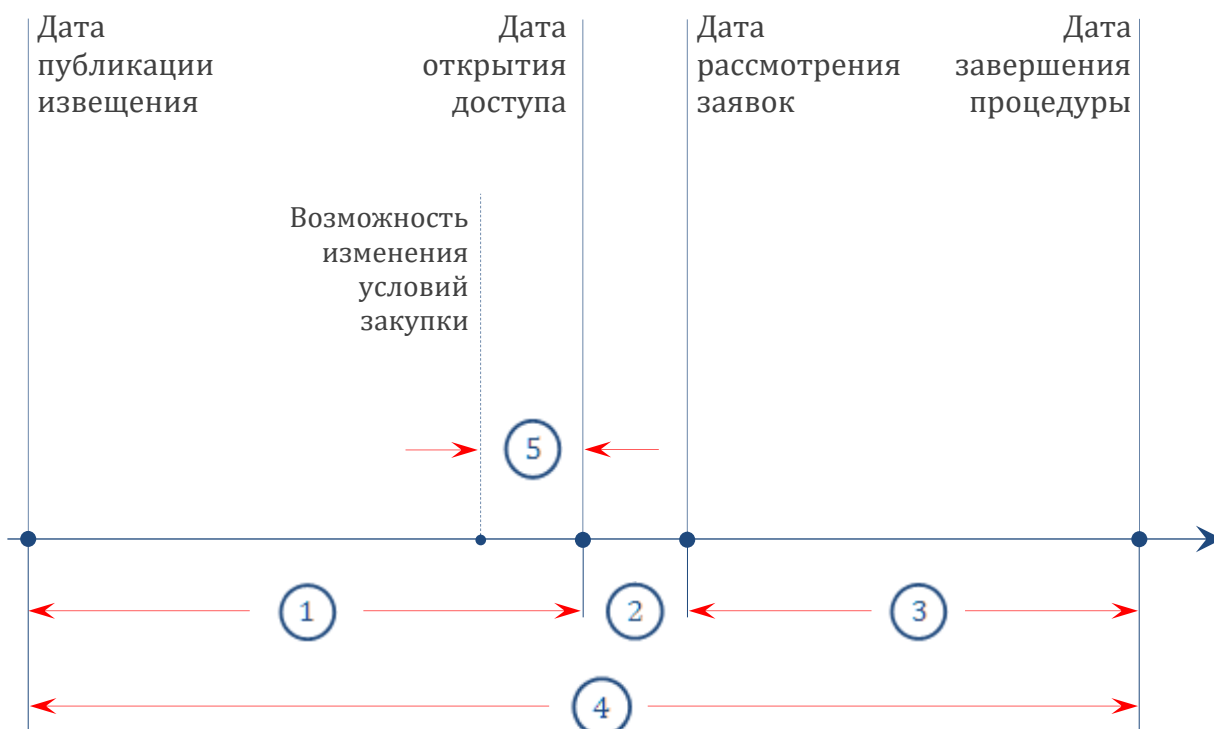 Дата
публикации
извещения
Дата
открытия
доступа
Дата
рассмотрения
заявок
Дата
завершения
процедуры
Возможность
изменения
условий
закупки
5
1
2
3
4